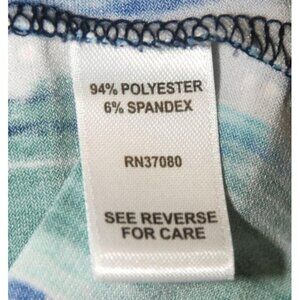 94% POLYESTER
6% SPANDEX
RN37080
SEE REVERSE
FOR CARE